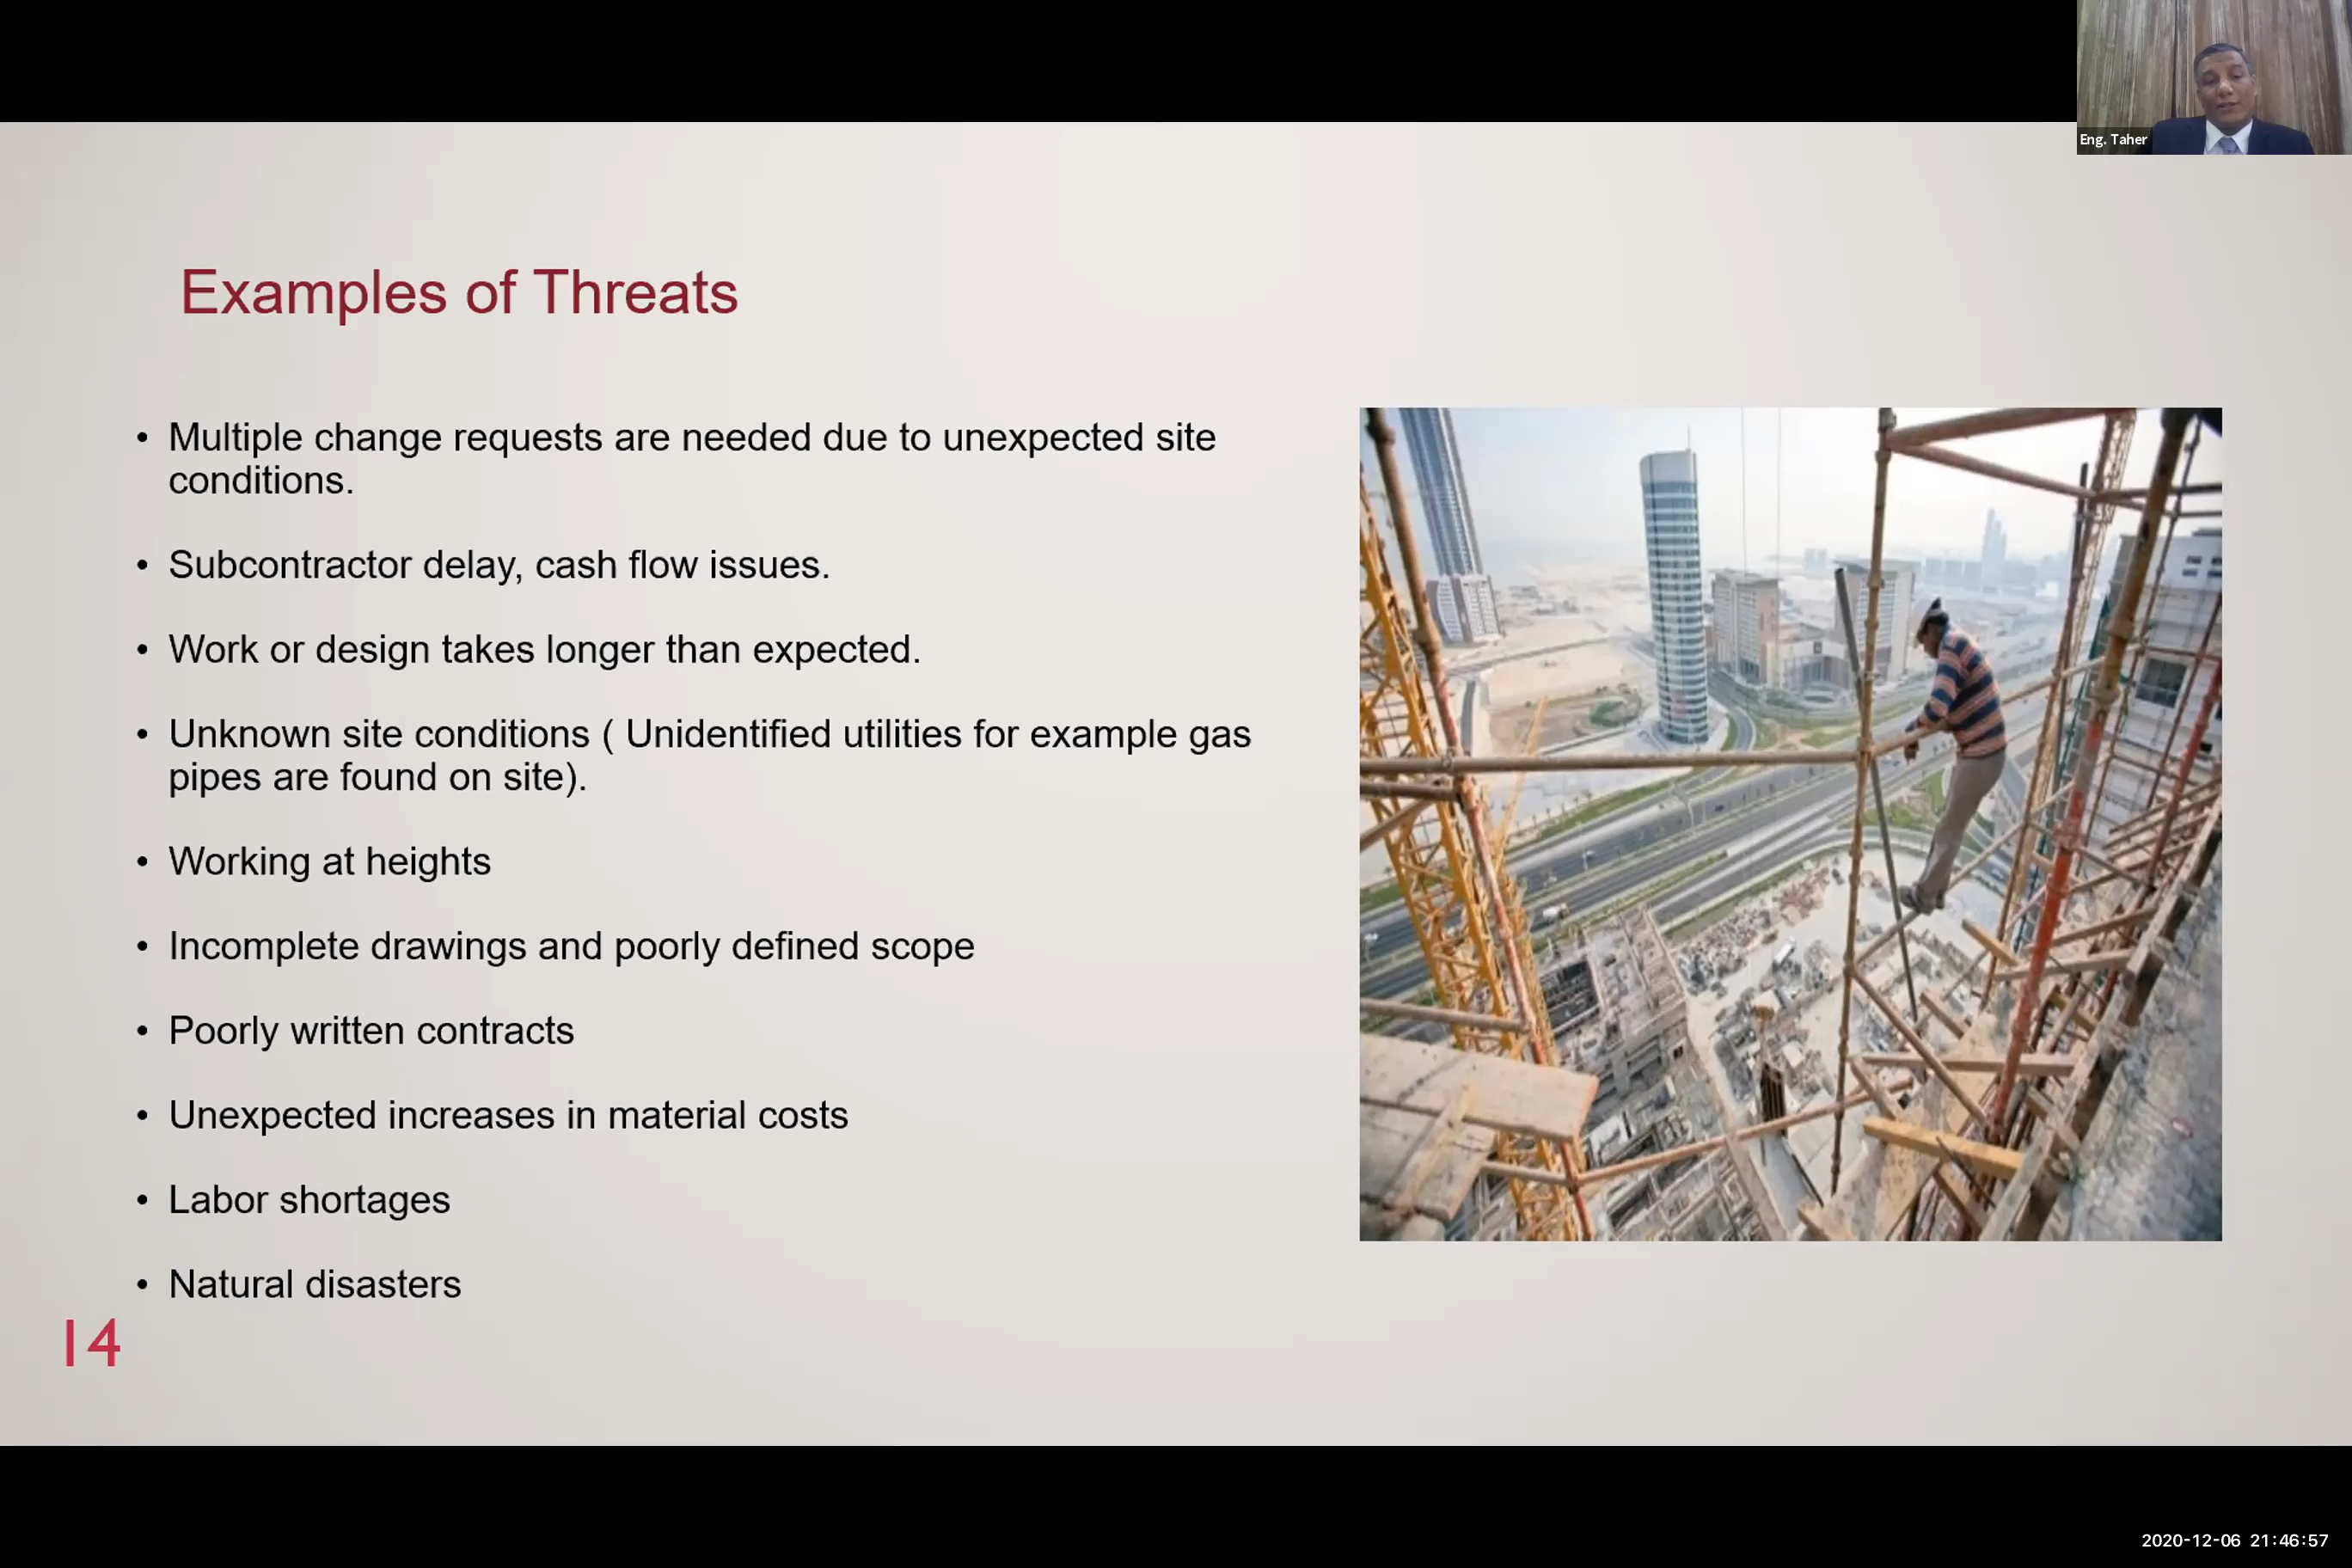 Eng. Taher
Examples of Threats
• Multiple change requests are needed due to unexpected site
conditions.
• Subcontractor delay, cash flow issues.
• Work or design takes longer than expected.
• Unknown site conditions ( Unidentified utilities for example gas
pipes are found on site).
• Working at heights
• Incomplete drawings and poorly defined scope
• Poorly written contracts
• Unexpected increases in material costs
• Labor shortages
• Natural disasters
14
2020-12-06 21:46:57